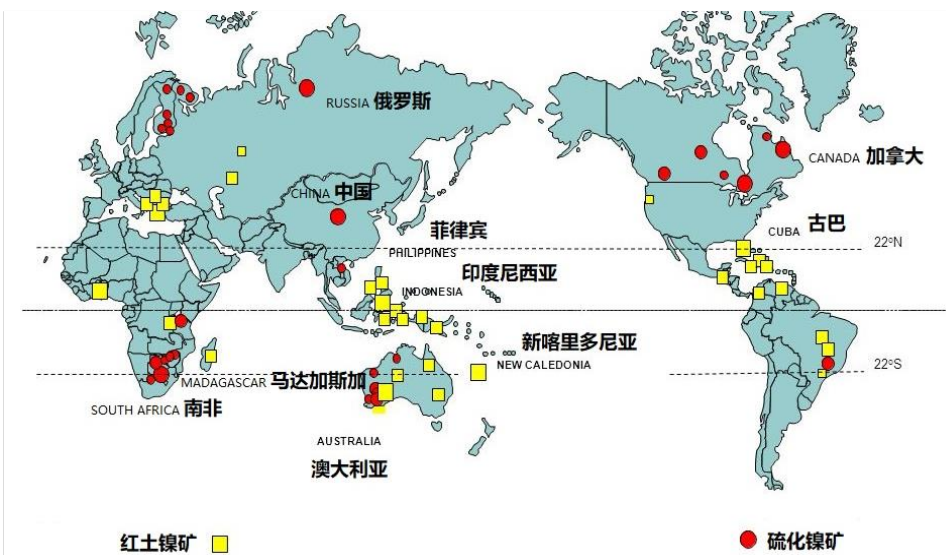 RUSSIA 俄罗斯
CANADA 加拿大
CHINA 中国
CUBA 古巴
菲律宾
22°N
PHILIPPINES
印度尼西亚
INDONESIA
新喀里多尼亚
NEW CALEDONIA
22°S
MADAGASCAR 马达加斯加
SOUTH AFRICA 南非
AUSTRALIA
澳大利亚
红土镍矿
硫化镍矿